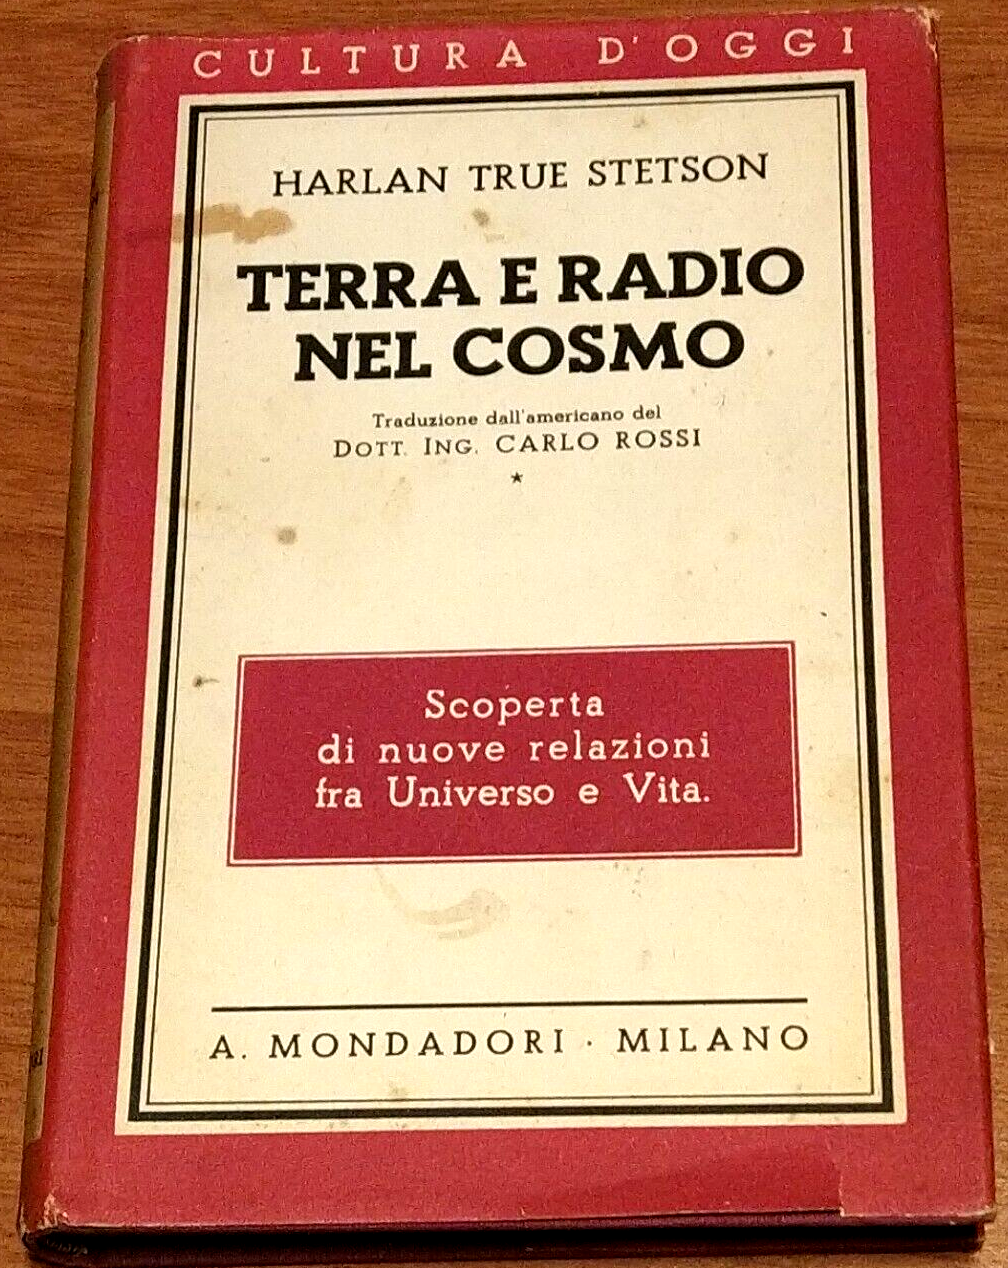 CULTURA D'OGGI
HARLAN TRUE STETSON
TERRA E RADIO
NEL COSMO
Traduzione dall'americano del
DOTT. ING. CARLO ROSSI
★
Scoperta
di nuove relazioni
fra Universo e Vita.
A. MONDADORI · MILANO